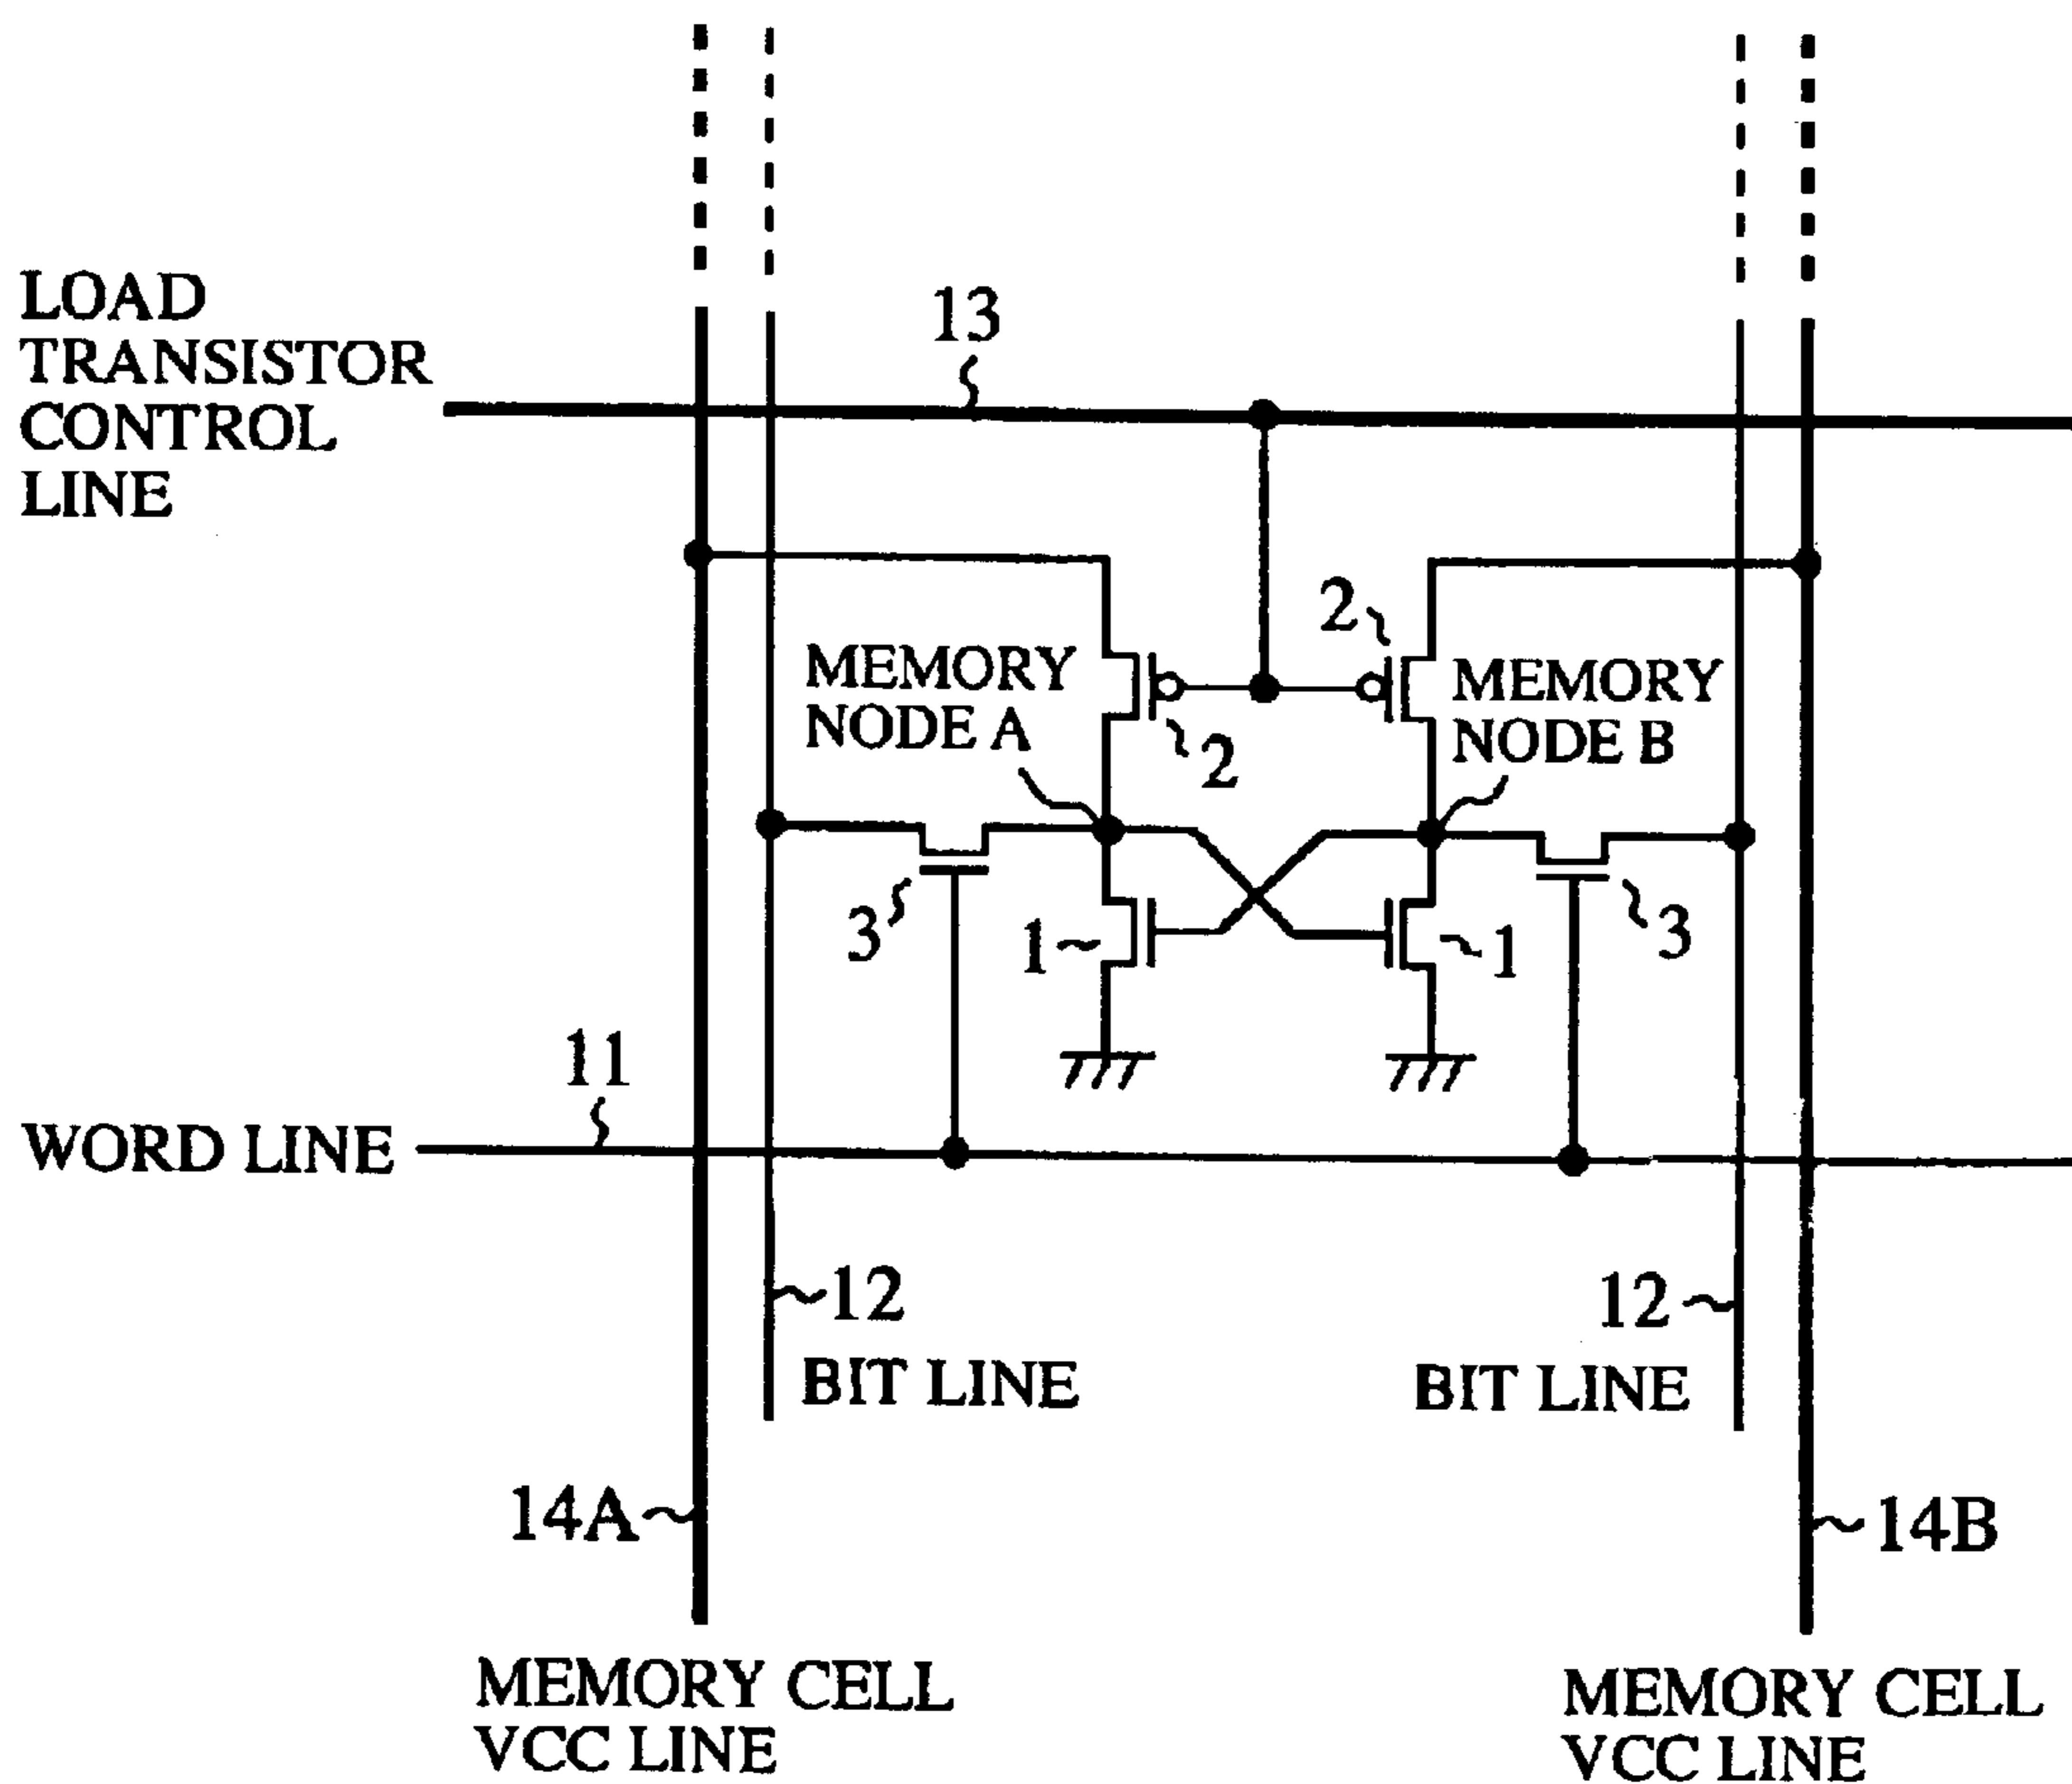 LOAD
TRANSISTOR
CONTROL
LINE
13
2
MEMORY
NODE A
MEMORY
NODE B
2
3
1
1
3
11
WORD LINE
12
BIT LINE
12
BIT LINE
14A
14B
MEMORY CELL
VCC LINE
MEMORY CELL
VCC LINE